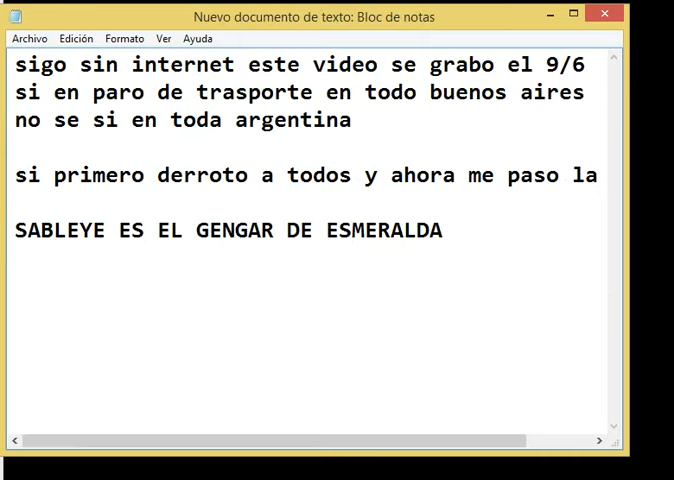 Nuevo documento de texto: Bloc de notas
Archivo Edición Formato Ver Ayuda
sigo sin internet este video se grabo el 9/6
si en paro de trasporte en todo buenos aires
no se si en toda argentina
si primero derroto a todos y ahora me paso la
SABLEYE ES EL GENGAR DE ESMERALDA